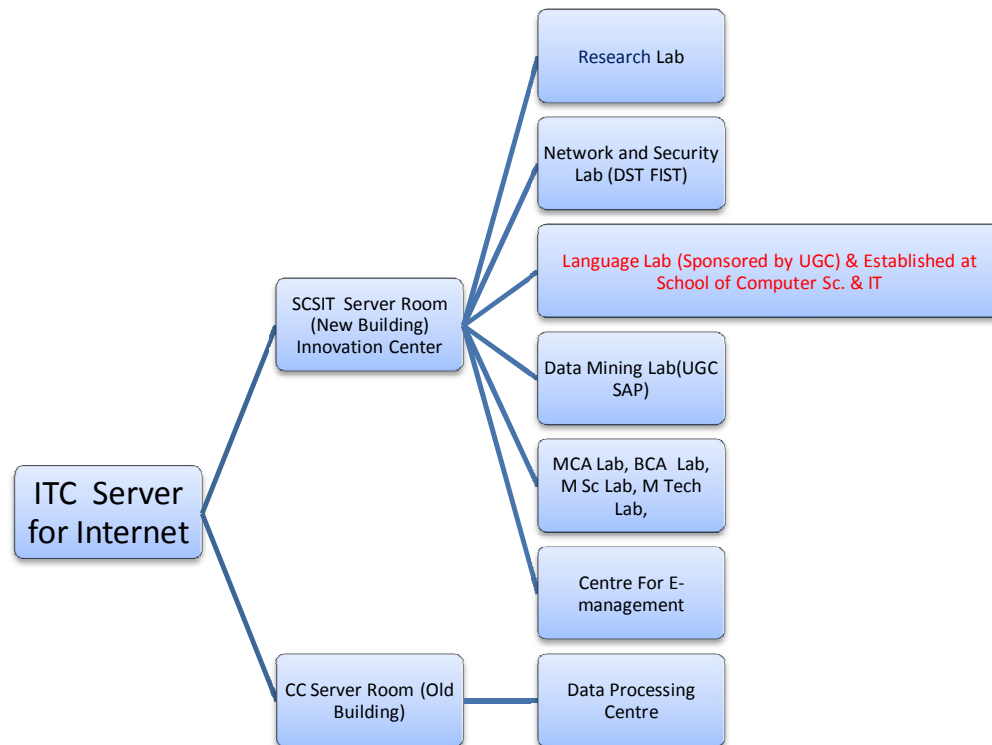 Research Lab
Network and Security
Lab (DST FIST)
Language Lab (Sponsored by UGC) & Established at
School of Computer Sc. & IT
SCSIT Server Room
(New Building)
Innovation Center
Data Mining Lab(UGC
SAP)
MCA Lab, BCA Lab,
M Sc Lab, M Tech
Lab,
ITC Server
for Internet
Centre For E-
management
CC Server Room (Old
Building)
Data Processing
Centre